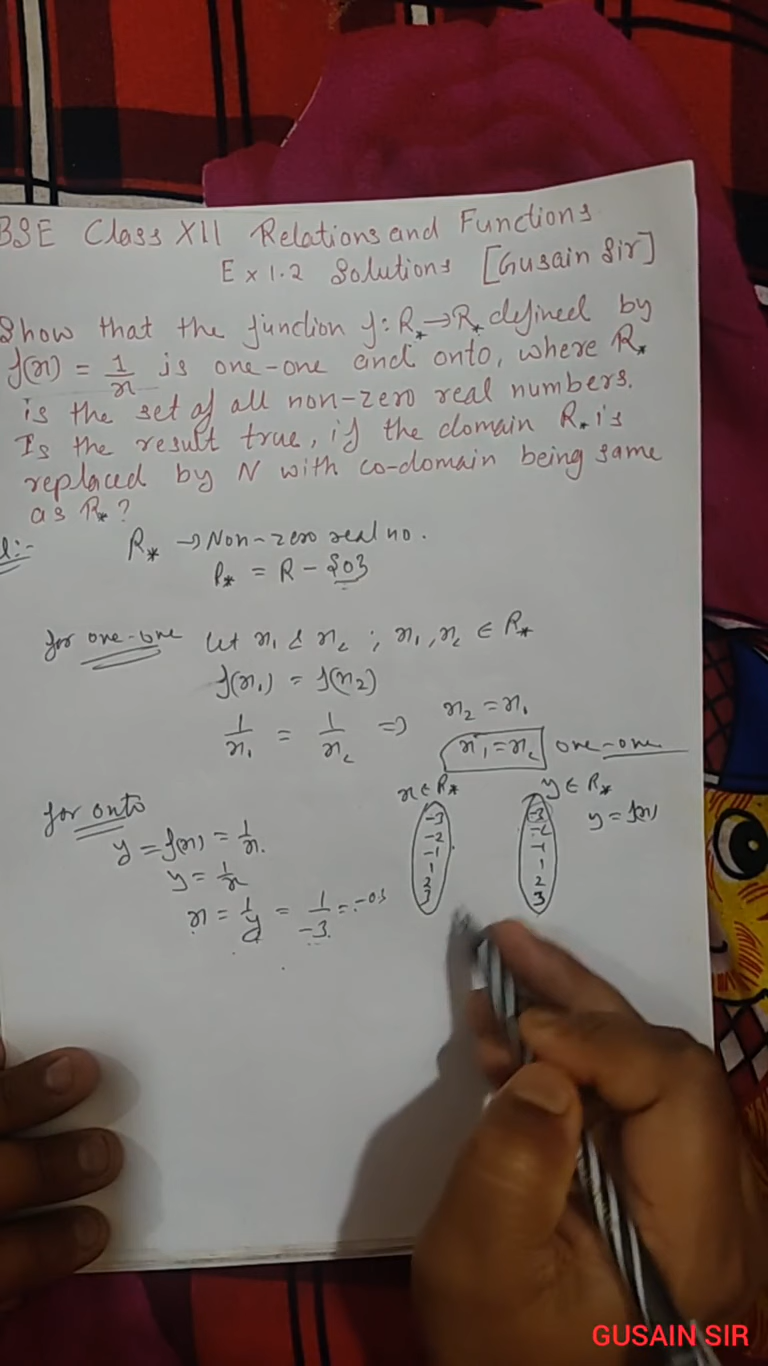 BSE Class XII Relations and Functions
Ex 1.2 Solutions [Gusain Sir]
Show that the function f: R* → R* defined by
f(x) = 1/x is one-one and onto, where R*
is the set of all non-zero real numbers.
Is the result true, if the domain R* is
replaced by N with co-domain being same
as R*?
R* → Non-zero real no.
R* = R - {0}
for one-one Let x₁ & x₂ ; x₁, x₂ ∈ R*
f(x₁) = f(x₂)
1/x₁ = 1/x₂ ⇒ x₂ = x₁
x₁ = x₂ one-one
for onto
y = f(x) = 1/x.
y = 1/x
x = 1/y = 1/-3 = -0.3
x ∈ R*
-3
-2
-1
1
2
3
y ∈ R*
-3
-2
-1
1
2
3
y = f(x)
GUSAIN SIR